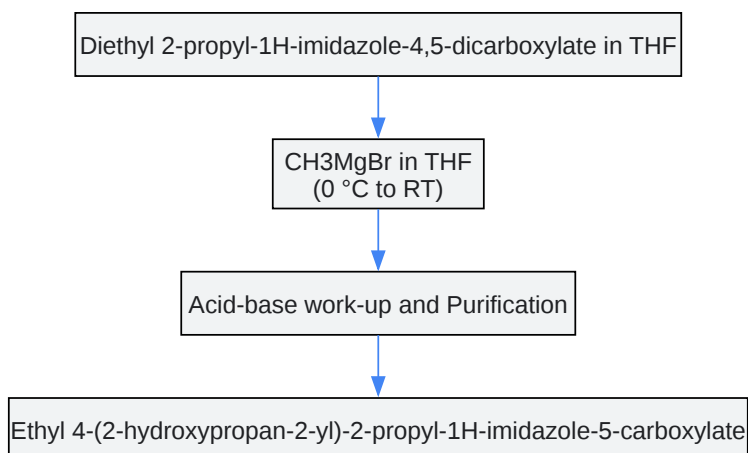 Diethyl 2-propyl-1H-imidazole-4,5-dicarboxylate in THF
CH3MgBr in THF
(0 °C to RT)
Acid-base work-up and Purification
Ethyl 4-(2-hydroxypropan-2-yl)-2-propyl-1H-imidazole-5-carboxylate